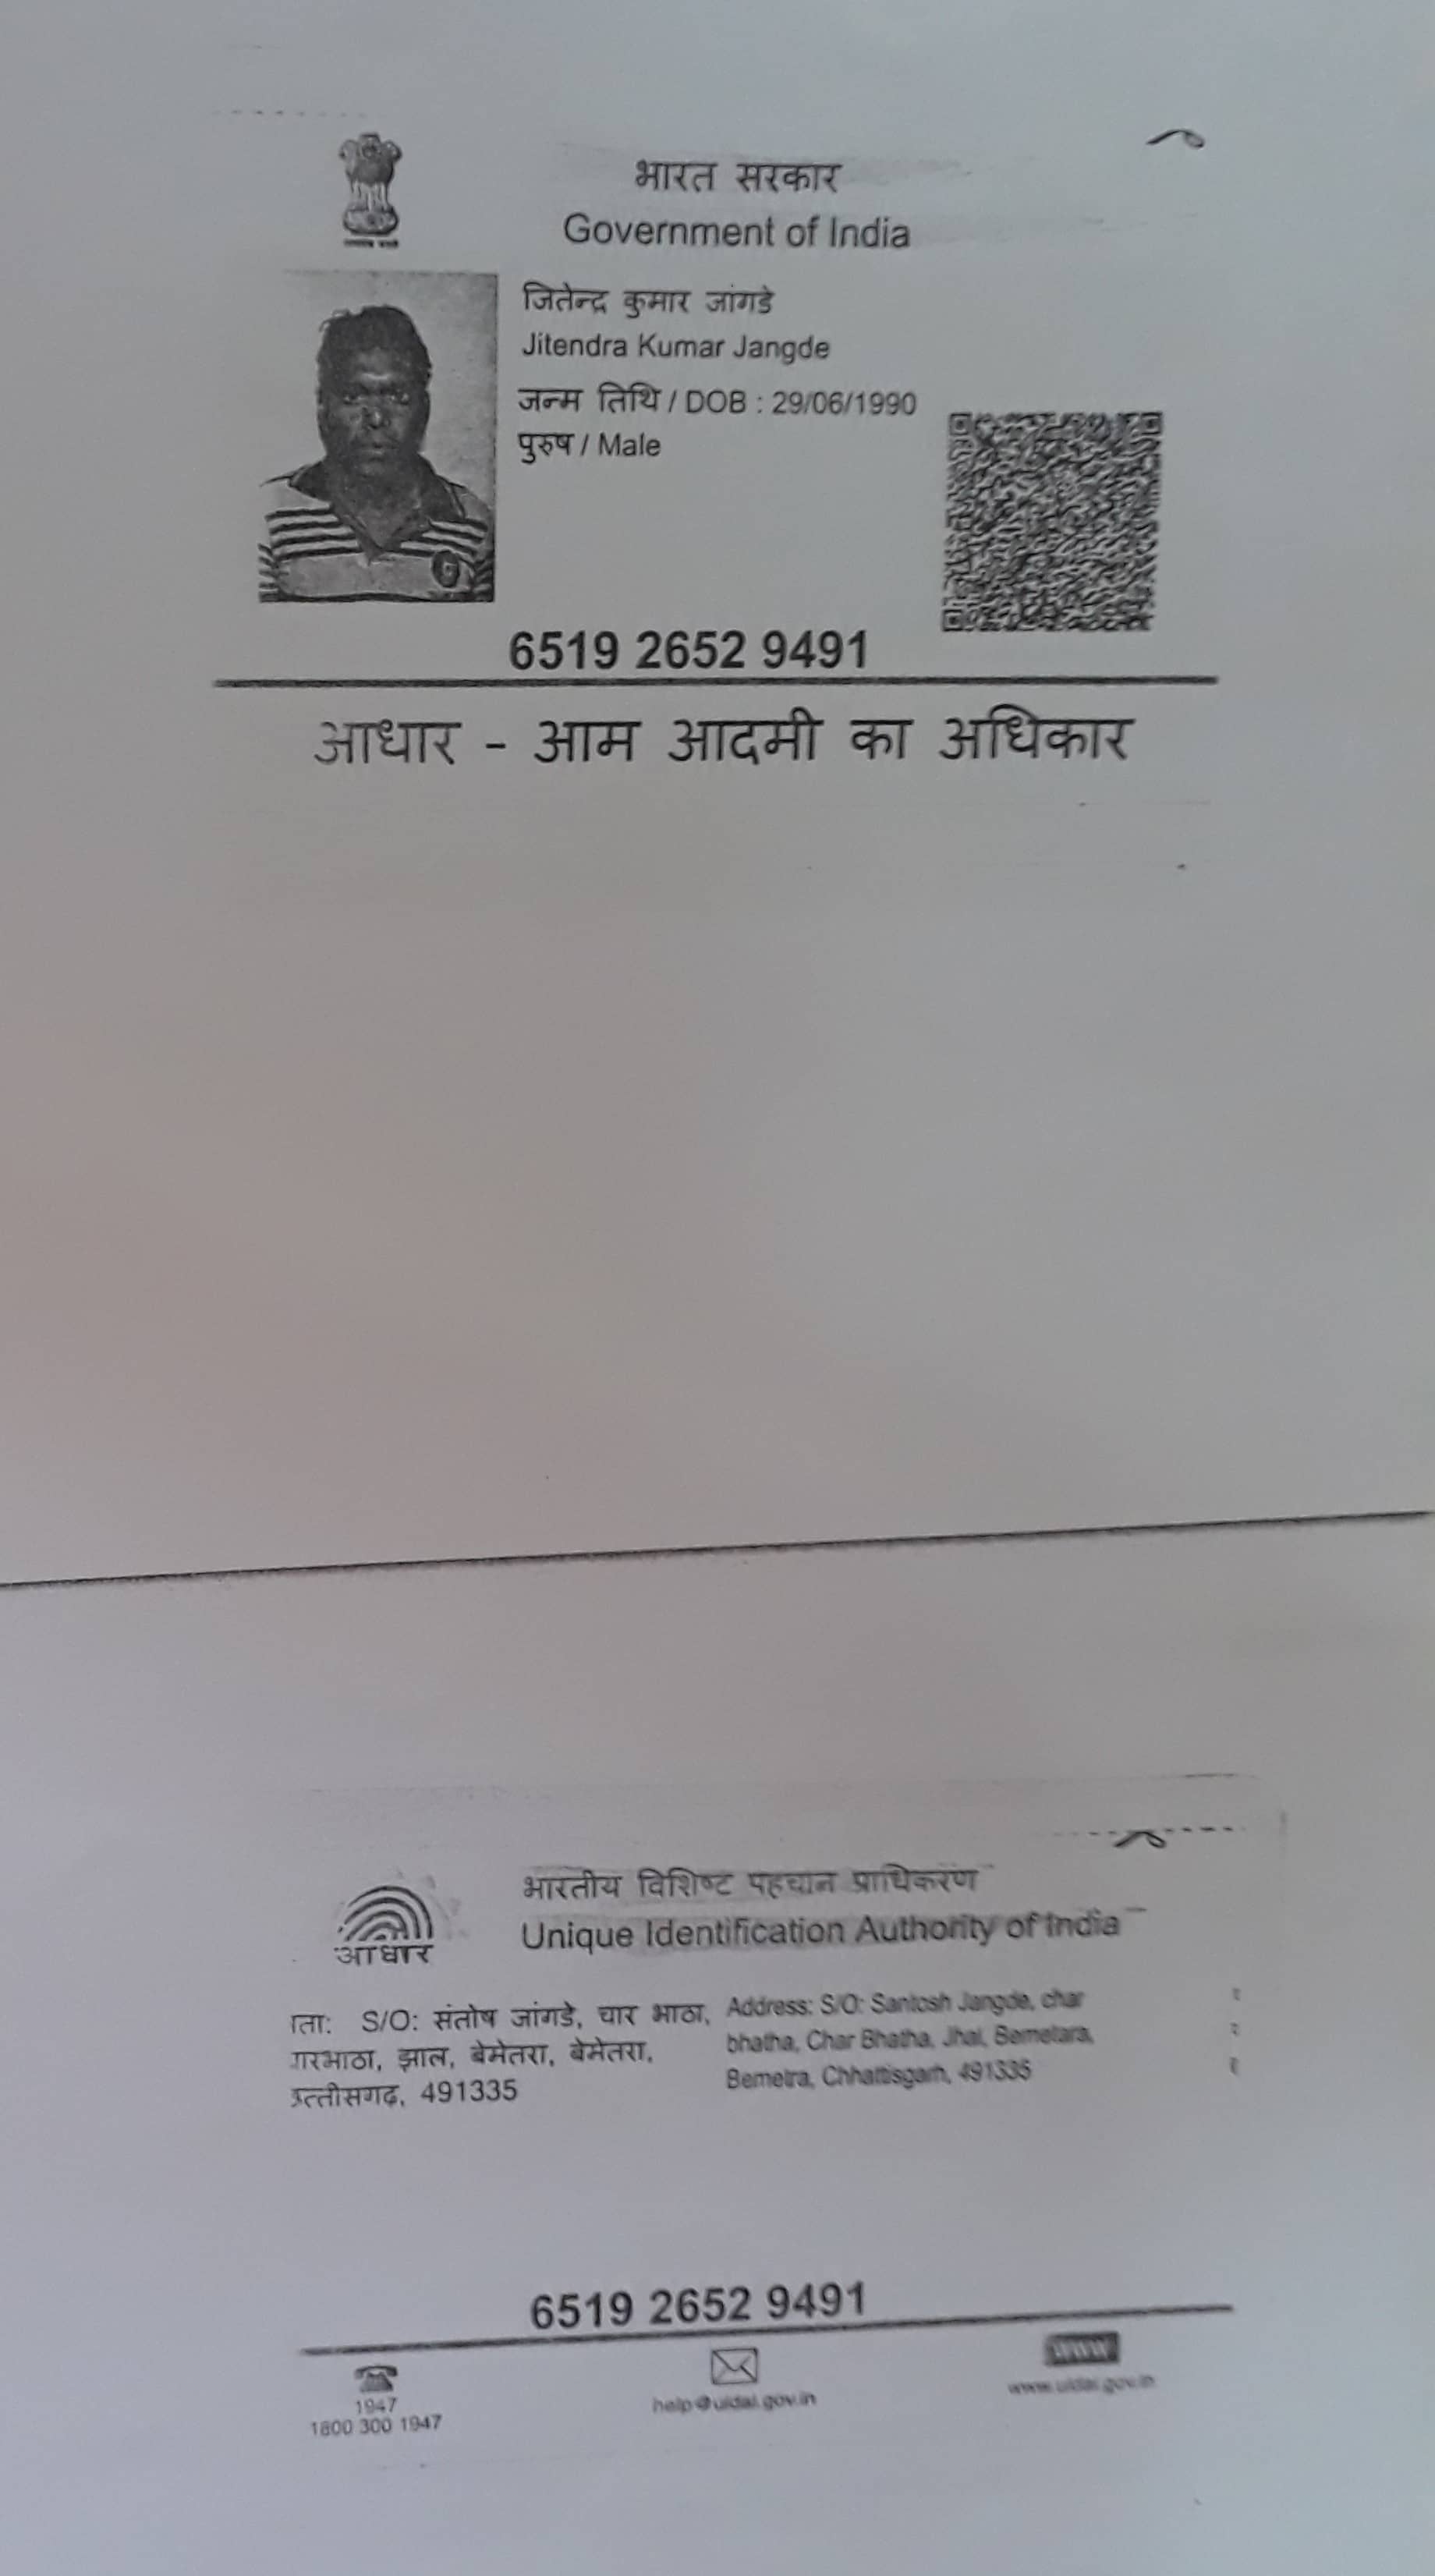 भारत सरकार
Government of India
जितेन्द्र कुमार जांगडे
Jitendra Kumar Jangde
जन्म तिथि / DOB : 29/06/1990
पुरुष / Male
6519 2652 9491
आधार - आम आदमी का अधिकार
भारतीय विशिष्ट पहचान प्राधिकरण
Unique Identification Authority of India
आधार
ता: S/O: संतोष जांगडे, चार भाठा,
रभाठा, झाल, बेमेतरा, बेमेतरा,
त्तीसगढ़, 491335
Address: S/O: Santosh Jangde, char
bhatha, Char Bhatha, Jhal, Bemetara,
Bemetra, Chhattisgarh, 491335
6519 2652 9491
1947
1800 300 1947
help@uidai.gov.in
www.uidai.gov.in